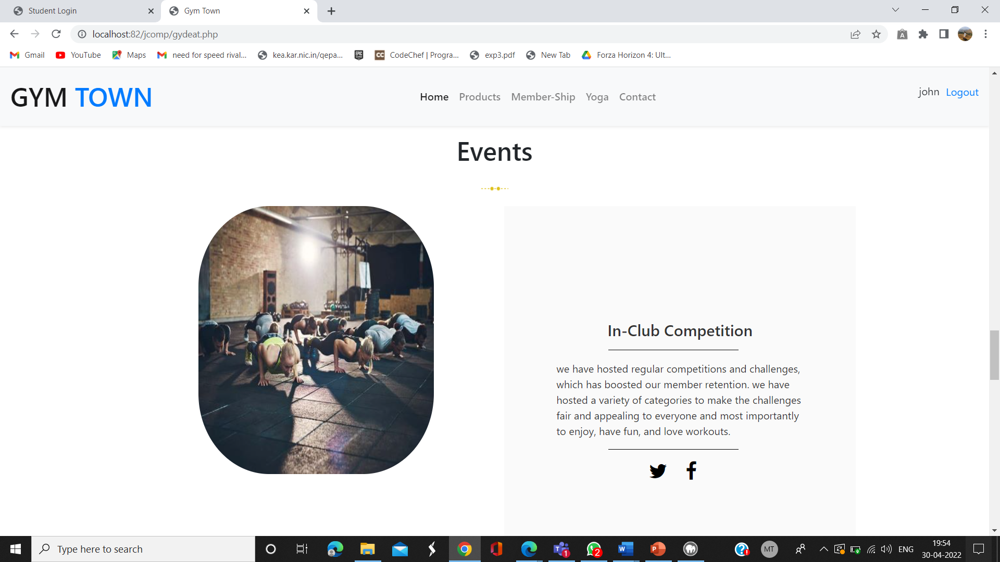 Student Login
Gym Town
localhost:82/jcomp/gydeat.php
Gmail
YouTube
Maps
need for speed rival...
kea.kar.nic.in/qepa...
EPIC
CC
CodeChef | Progra...
exp3.pdf
New Tab
Forza Horizon 4: Ult...
GYM TOWN
Home
Products
Member-Ship
Yoga
Contact
john
Logout
Events
In-Club Competition
we have hosted regular competitions and challenges,
which has boosted our member retention. we have
hosted a variety of categories to make the challenges
fair and appealing to everyone and most importantly
to enjoy, have fun, and love workouts.
Type here to search
1
2
MT
ENG
19:54
30-04-2022